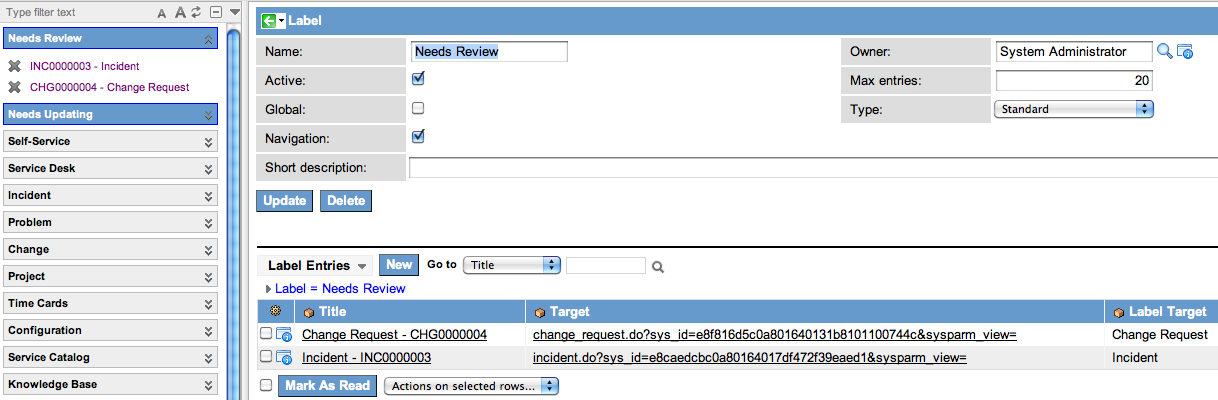 Type filter text A A
Needs Review
INC0000003 - Incident
CHG0000004 - Change Request
Needs Updating
Self-Service
Service Desk
Incident
Problem
Change
Project
Time Cards
Configuration
Service Catalog
Knowledge Base
Label
Name: Needs Review Owner: System Administrator
Active: Max entries: 20
Global: Type: Standard
Navigation:
Short description:
Update Delete
Label Entries New Go to Title
Label = Needs Review
Title Target Label Target
Change Request - CHG0000004 change_request.do?sys_id=e8f816d5c0a801640131b8101100744c&sysparm_view= Change Request
Incident - INC0000003 incident.do?sys_id=e8caedcbc0a80164017df472f39eaed1&sysparm_view= Incident
Mark As Read Actions on selected rows...